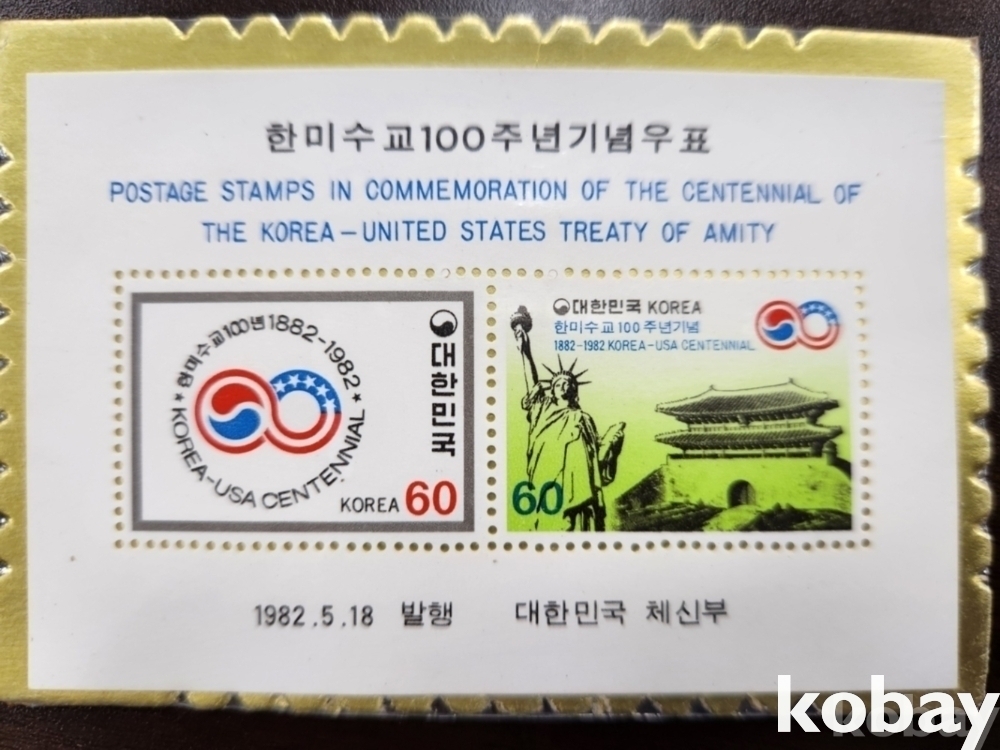 한미수교100주년기념우표
POSTAGE STAMPS IN COMMEMORATION OF THE CENTENNIAL OF
THE KOREA-UNITED STATES TREATY OF AMITY
★한미수교100년 1882-1982★
KOREA-USA CENTENNIAL
대한민국
KOREA 60
대한민국 KOREA
한미수교100주년기념
1882-1982 KOREA-USA CENTENNIAL
60
1982.5.18 발행 대한민국 체신부
kobay
kobay